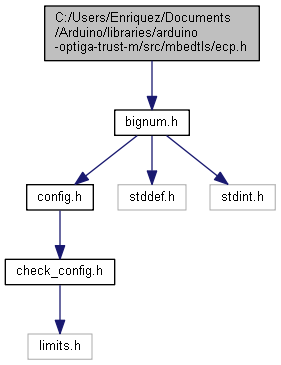 C:/Users/Enriquez/Documents
/Arduino/libraries/arduino
-optiga-trust-m/src/mbedtls/ecp.h
bignum.h
config.h
stddef.h
stdint.h
check_config.h
limits.h